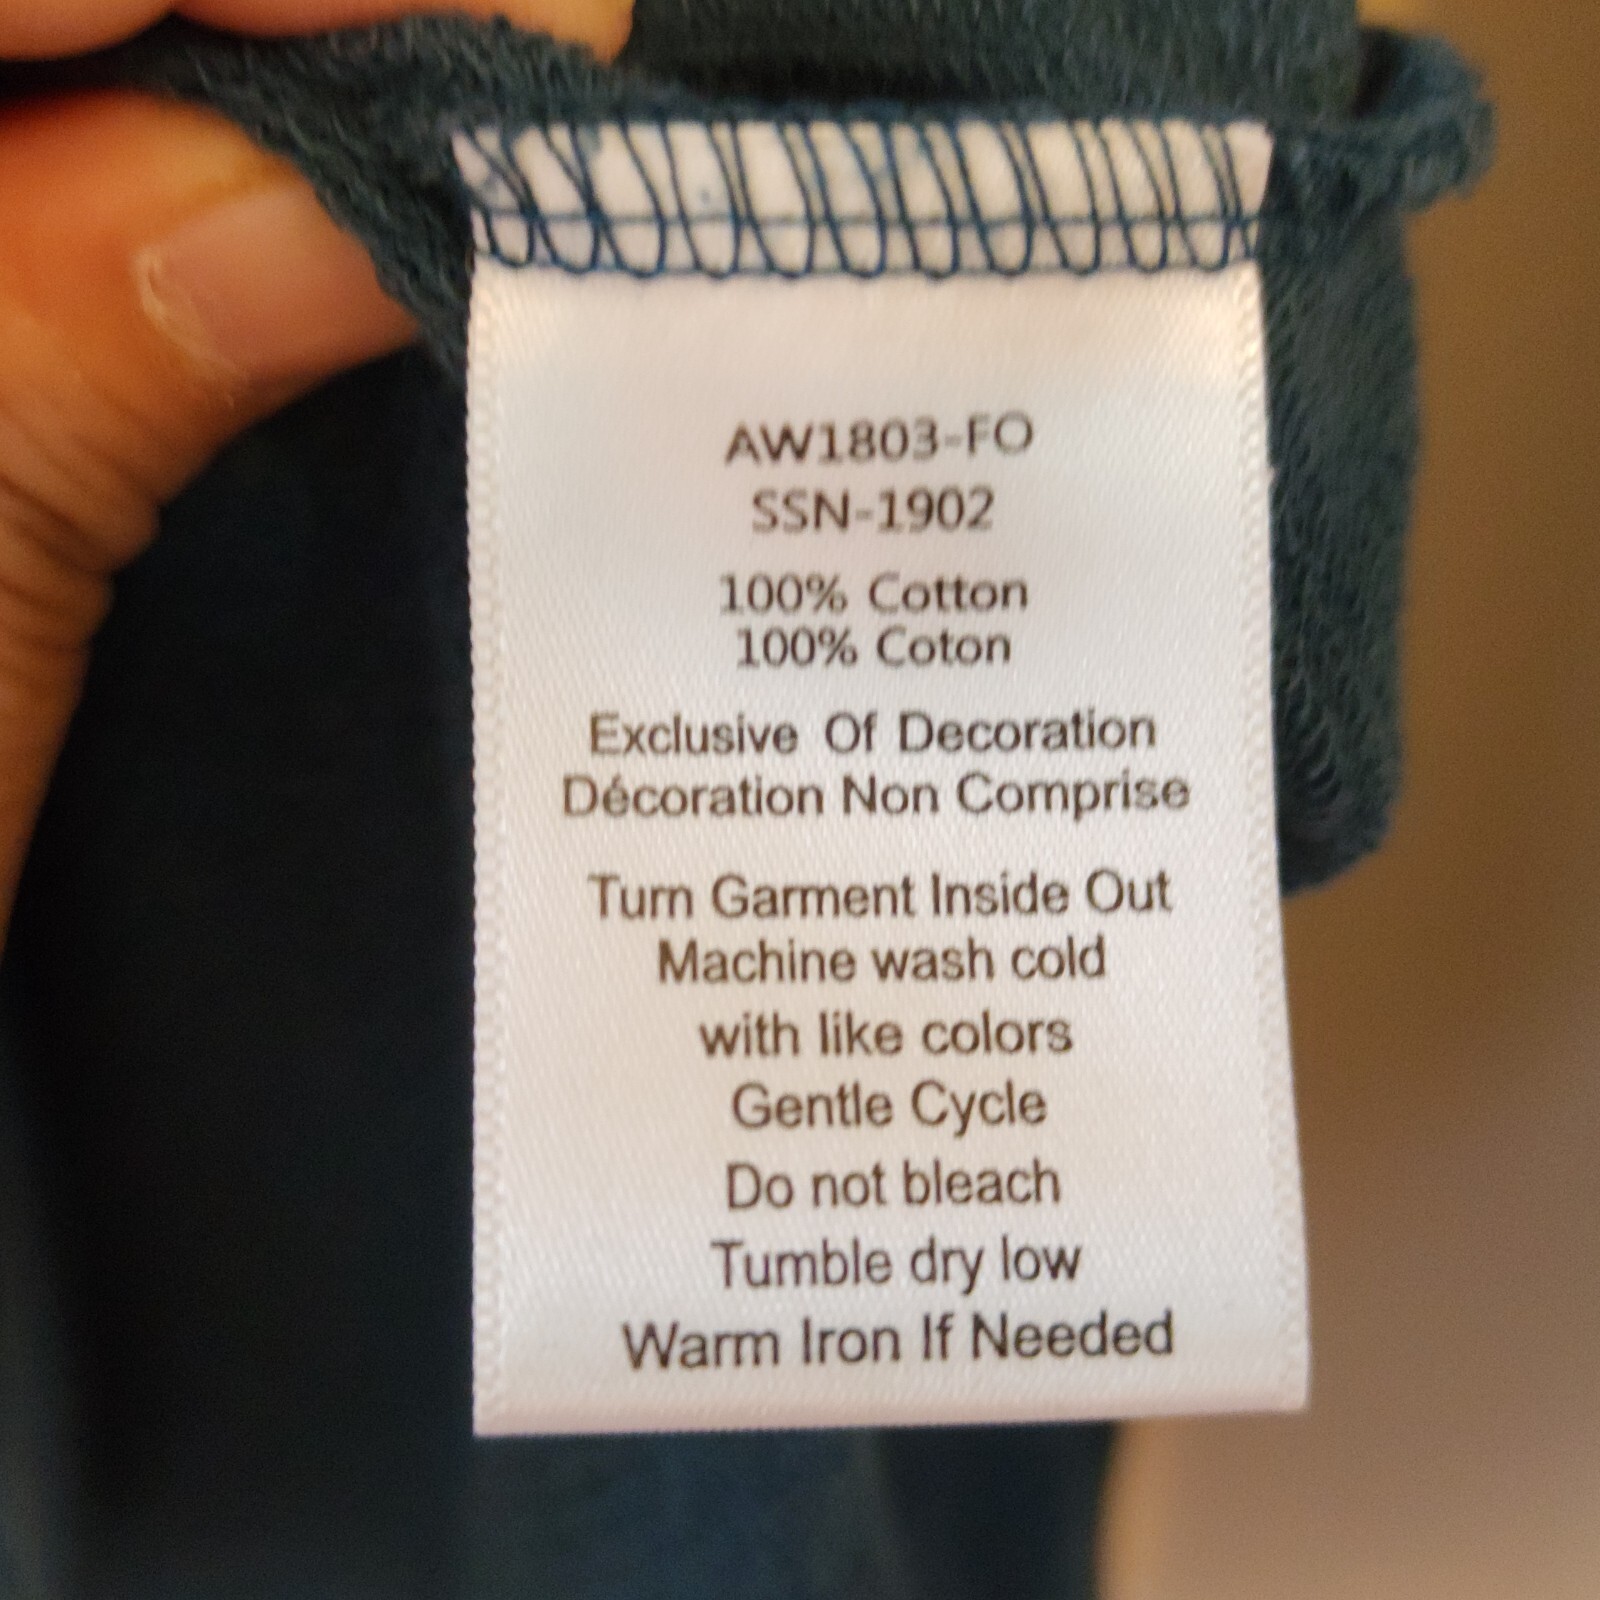 AW1803-FO
SSN-1902
100% Cotton
100% Coton
Exclusive Of Decoration
Décoration Non Comprise
Turn Garment Inside Out
Machine wash cold
with like colors
Gentle Cycle
Do not bleach
Tumble dry low
Warm Iron If Needed